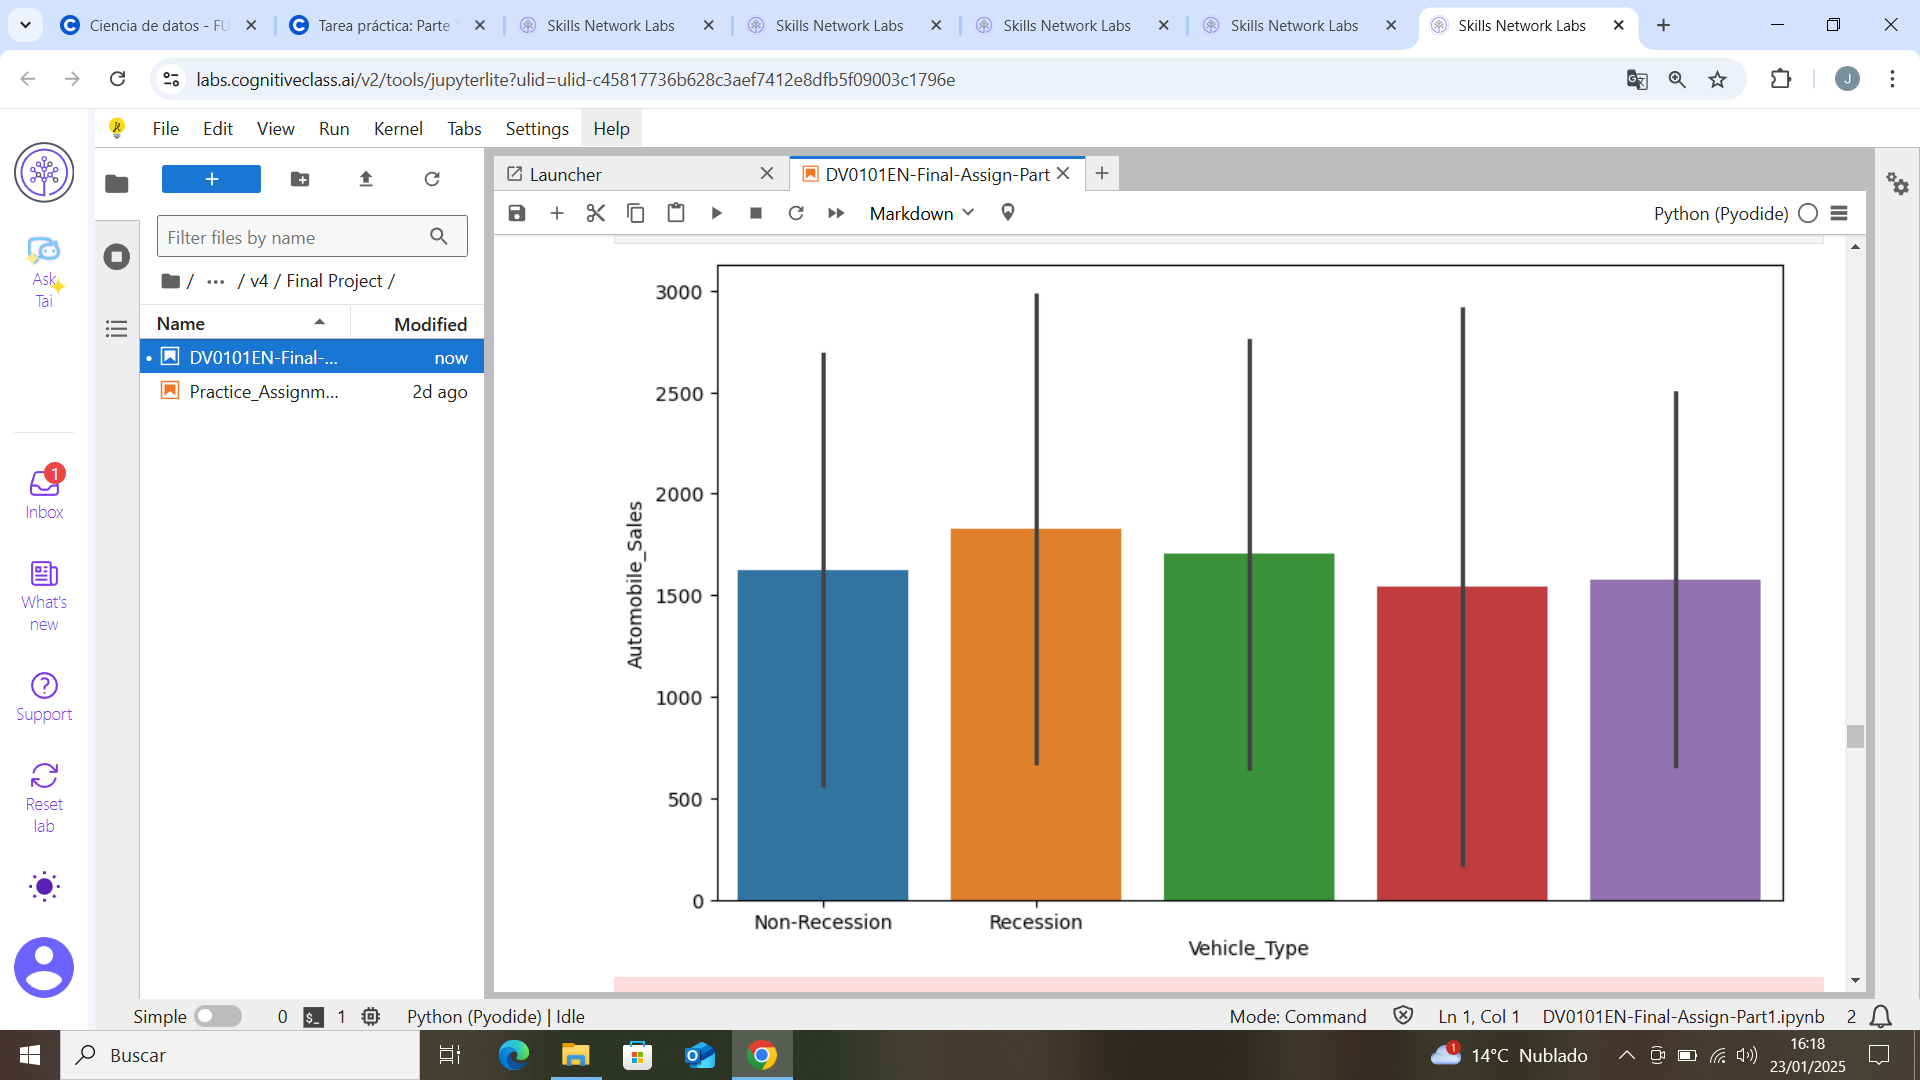 Ciencia de datos - FU
Tarea práctica: Parte 1
Skills Network Labs
Skills Network Labs
Skills Network Labs
Skills Network Labs
Skills Network Labs
labs.cognitiveclass.ai/v2/tools/jupyterlite?ulid=ulid-c45817736b628c3aef7412e8dfb5f09003c1796e
J
File Edit View Run Kernel Tabs Settings Help
Ask
Tai
1
Inbox
What's
new
Support
Reset
lab
Filter files by name
/ ··· / v4 / Final Project /
Name Modified
DV0101EN-Final-... now
Practice_Assignm... 2d ago
Launcher
DV0101EN-Final-Assign-Part
Markdown
Python (Pyodide)
3000
2500
2000
1500
1000
500
0
Automobile_Sales
Non-Recession Recession
Vehicle_Type
Simple 0 $_ 1 Python (Pyodide) | Idle Mode: Command Ln 1, Col 1 DV0101EN-Final-Assign-Part1.ipynb 2
Buscar
1
14°C Nublado
16:18
23/01/2025